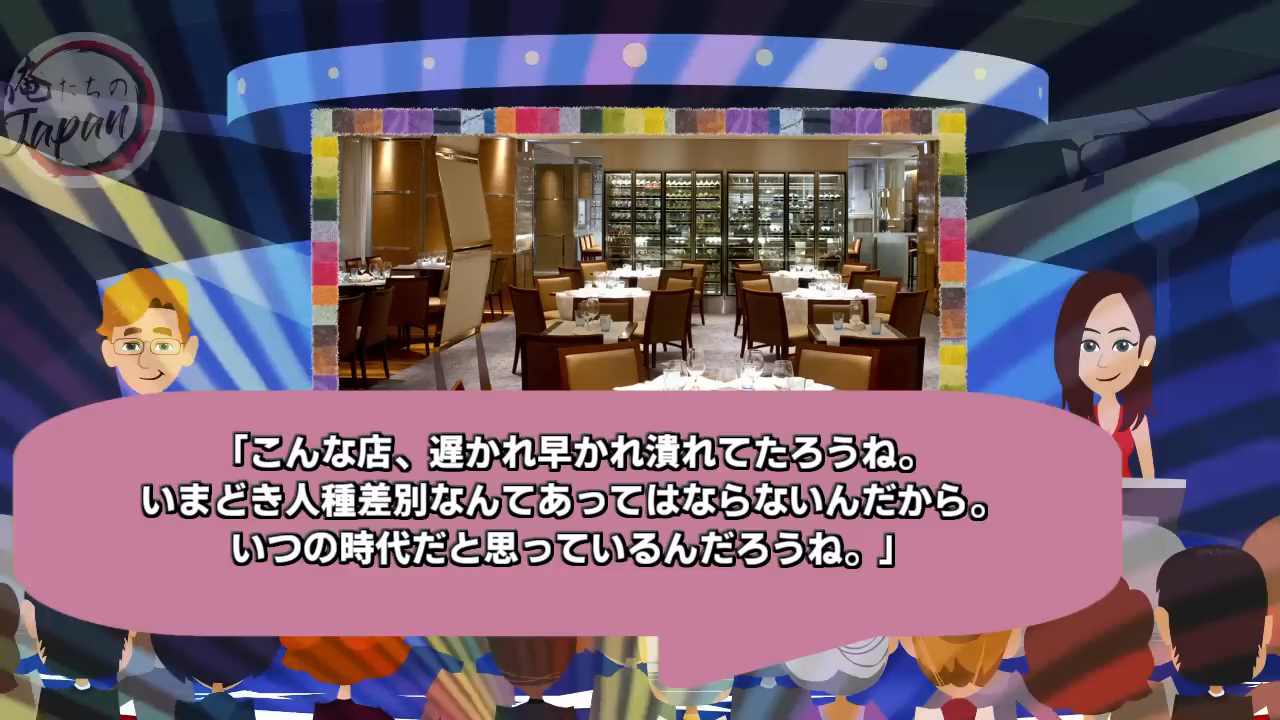 俺たちの
Japan
「こんな店、遅かれ早かれ潰れてたろうね。
いまどき人種差別なんてあってはならないんだから。
いつの時代だと思っているんだろうね。」